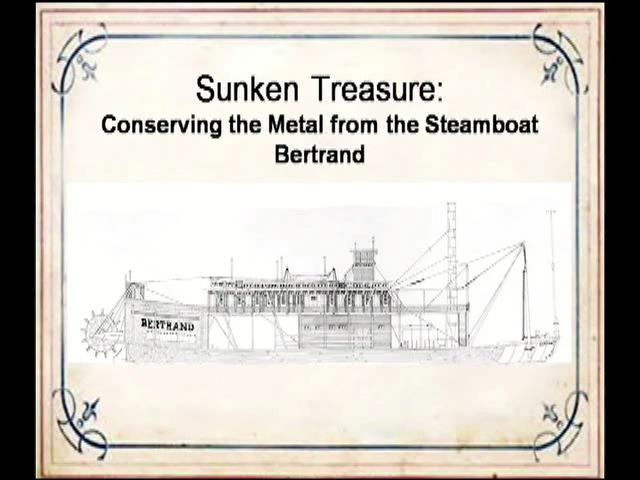 Sunken Treasure:
Conserving the Metal from the Steamboat
Bertrand
BERTRAND